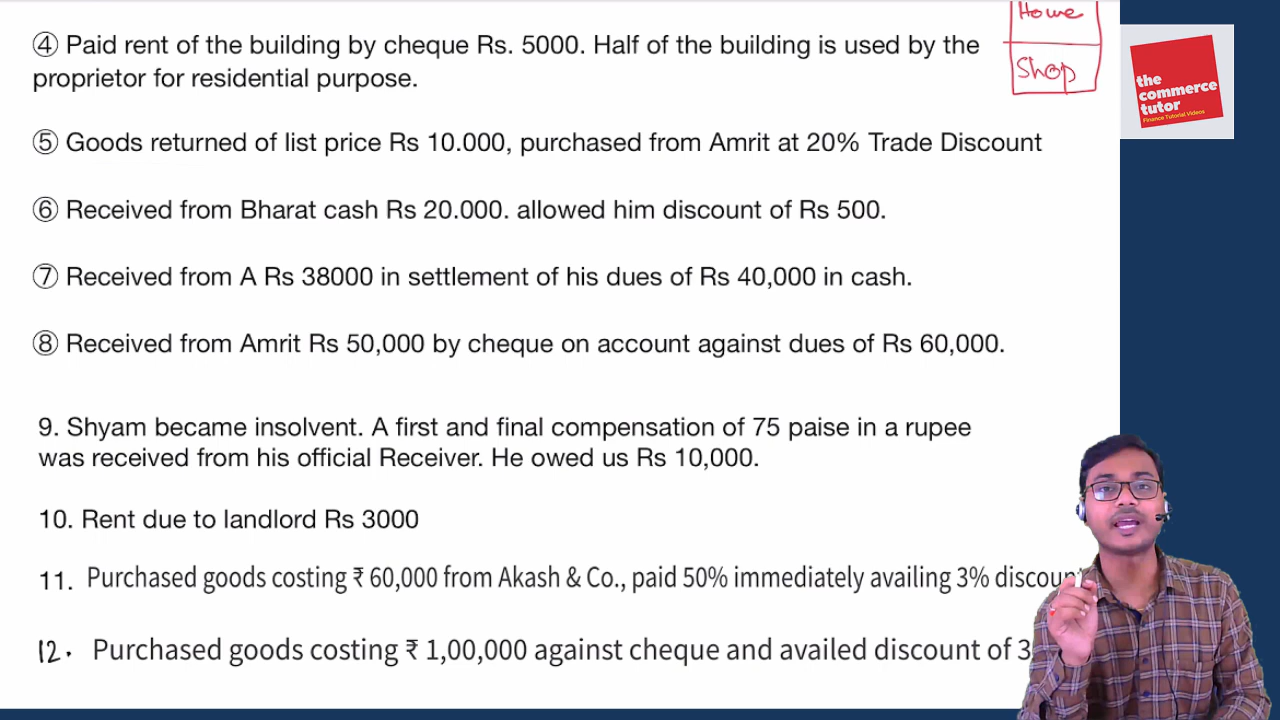 Home
④ Paid rent of the building by cheque Rs. 5000. Half of the building is used by the
proprietor for residential purpose.
Shop
the
commerce
tutor
Finance Tutorial Videos
⑤ Goods returned of list price Rs 10.000, purchased from Amrit at 20% Trade Discount
⑥ Received from Bharat cash Rs 20.000. allowed him discount of Rs 500.
⑦ Received from A Rs 38000 in settlement of his dues of Rs 40,000 in cash.
⑧ Received from Amrit Rs 50,000 by cheque on account against dues of Rs 60,000.
9. Shyam became insolvent. A first and final compensation of 75 paise in a rupee
was received from his official Receiver. He owed us Rs 10,000.
10. Rent due to landlord Rs 3000
11. Purchased goods costing ₹ 60,000 from Akash & Co., paid 50% immediately availing 3%
12. Purchased goods costing ₹ 1,00,000 against cheque and availed discount of